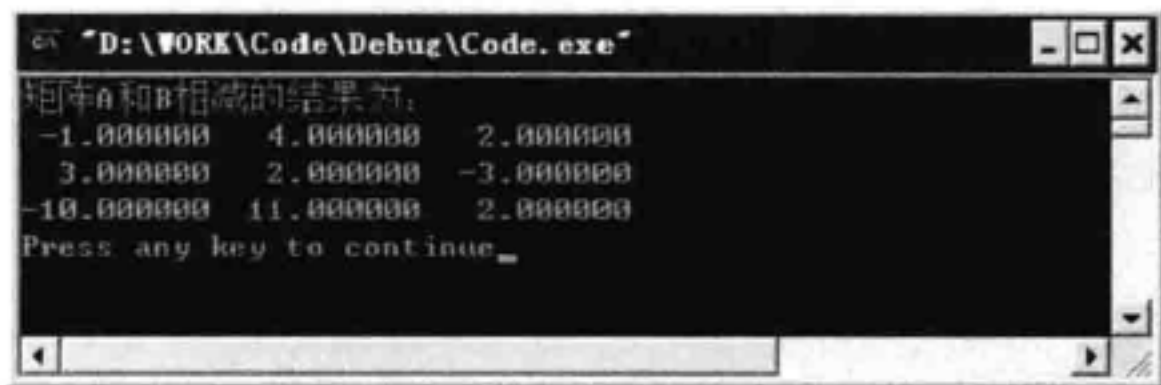 "D:\WORK\Code\Debug\Code.exe"
矩阵A和B相减的结果为:
-1.000000 4.000000 2.000000
3.000000 2.000000 -3.000000
-10.000000 11.000000 2.000000
Press any key to continue_